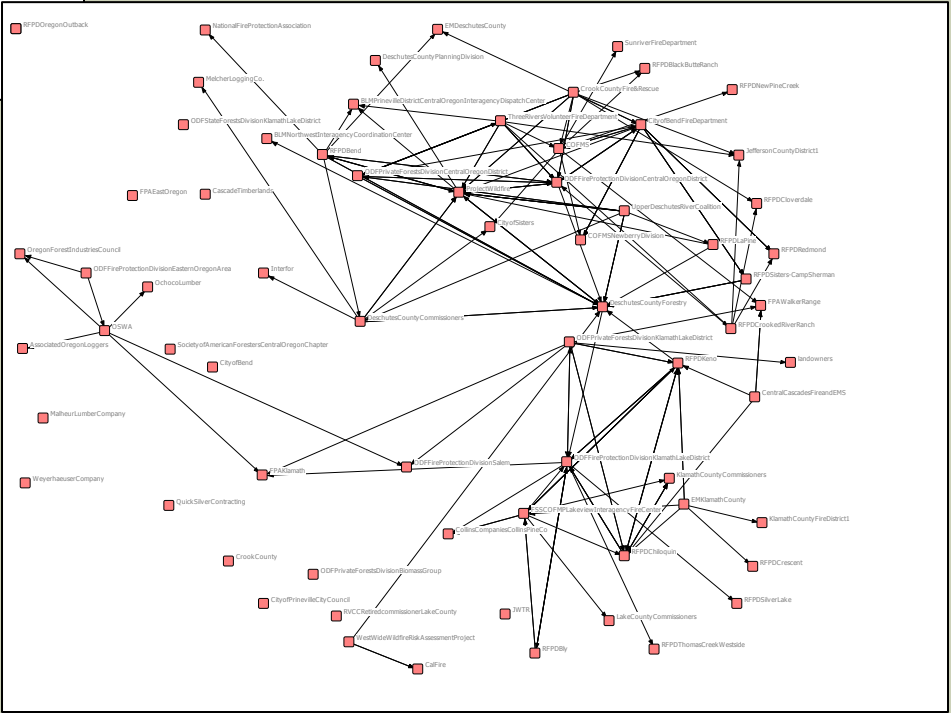 RFPDOregonOutback
NationalFireProtectionAssociation
EMDeschutesCounty
SunriverFireDepartment
DeschutesCountyPlanningDivision
RFPDBlackButteRanch
MelcherLoggingCo.
CrookCountyFire&Rescue
RFPDNewPineCreek
BLMPrinevilleDistrictCentralOregonInteragencyDispatchCenter
ODFStateForestsDivisionKlamathLakeDistrict
ThreeRiversVolunteerFireDepartment
CityofBendFireDepartment
BLMNorthwestInteragencyCoordinationCenter
COFMS
RFPDBend
JeffersonCountyDistrict1
ODFPrivateForestsDivisionCentralOregonDistrict
ODFFireProtectionDivisionCentralOregonDistrict
FPAEastOregon
CascadeTimberlands
ProjectWildfire
UpperDeschutesRiverCoalition
RFPDCloverdale
CityofSisters
COFMSNewberryDivision
RFPDLaPine
OregonForestIndustriesCouncil
RFPDRedmond
ODFFireProtectionDivisionEasternOregonArea
Interfor
RFPDSisters-CampSherman
OchocoLumber
DeschutesCountyForestry
FPAWalkerRange
DeschutesCountyCommissioners
OSWA
RFPDCrookedRiverRanch
ODFPrivateForestsDivisionKlamathLakeDistrict
AssociatedOregonLoggers
SocietyofAmericanForestersCentralOregonChapter
CityofBend
RFPDKeno
landowners
CentralCascadesFireandEMS
MalheurLumberCompany
ODFFireProtectionDivisionSalem
ODFFireProtectionDivisionKlamathLakeDistrict
FPAKlamath
KlamathCountyCommissioners
WeyerhaeuserCompany
QuickSilverContracting
EMKlamathCounty
FSSCOFMPLakeviewInteragencyFireCenter
KlamathCountyFireDistrict1
CollinsCompaniesCollinsPineCo
RFPDChiloquin
CrookCounty
RFPDCrescent
ODFPrivateForestsDivisionBiomassGroup
CityofPrinevilleCityCouncil
RFPDSilverLake
RVCCRetiredcommissionerLakeCounty
JWTR
LakeCountyCommissioners
WestWideWildfireRiskAssessmentProject
RFPDBly
RFPDThomasCreekWestside
CalFire